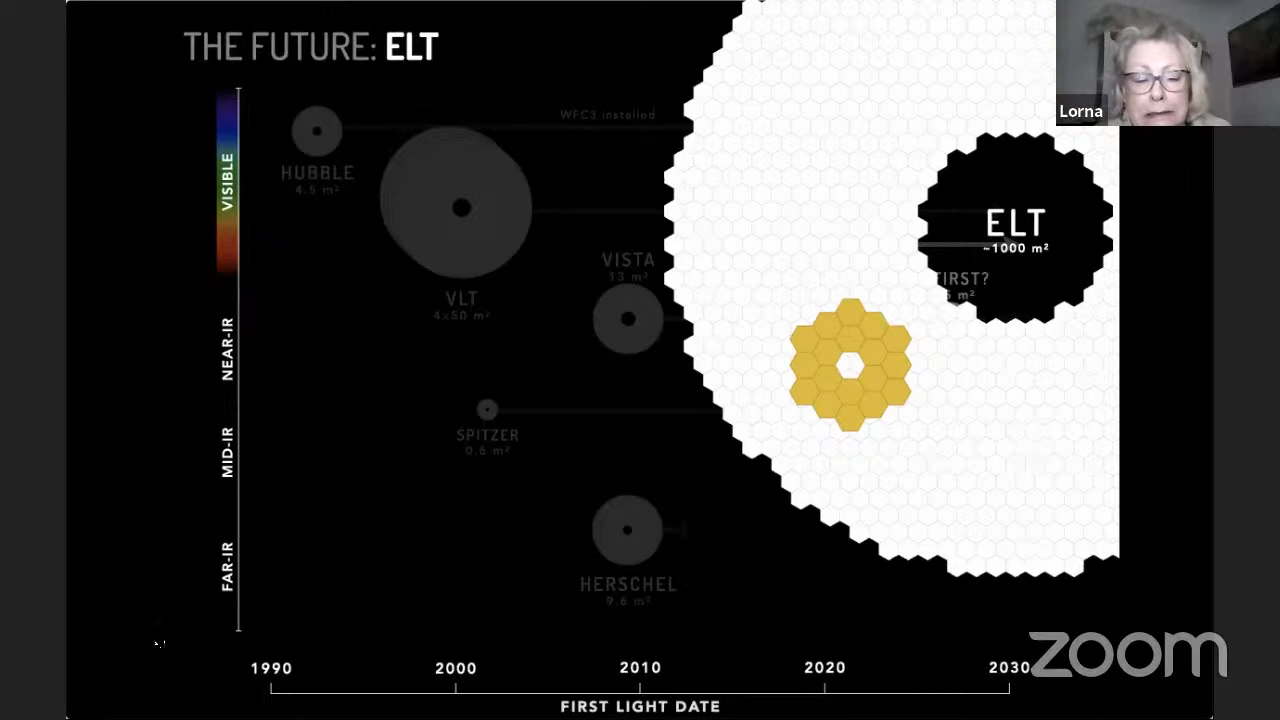 THE FUTURE: ELT
Lorna
WFC3 installed
HUBBLE
4.5 m²
VISIBLE
ELT
~1000 m²
VISTA
13 m²
VLT
4×50 m²
NEAR-IR
SPITZER
0.6 m²
MID-IR
HERSCHEL
9.6 m²
FAR-IR
1990
2000
2010
2020
2030
FIRST LIGHT DATE
zoom